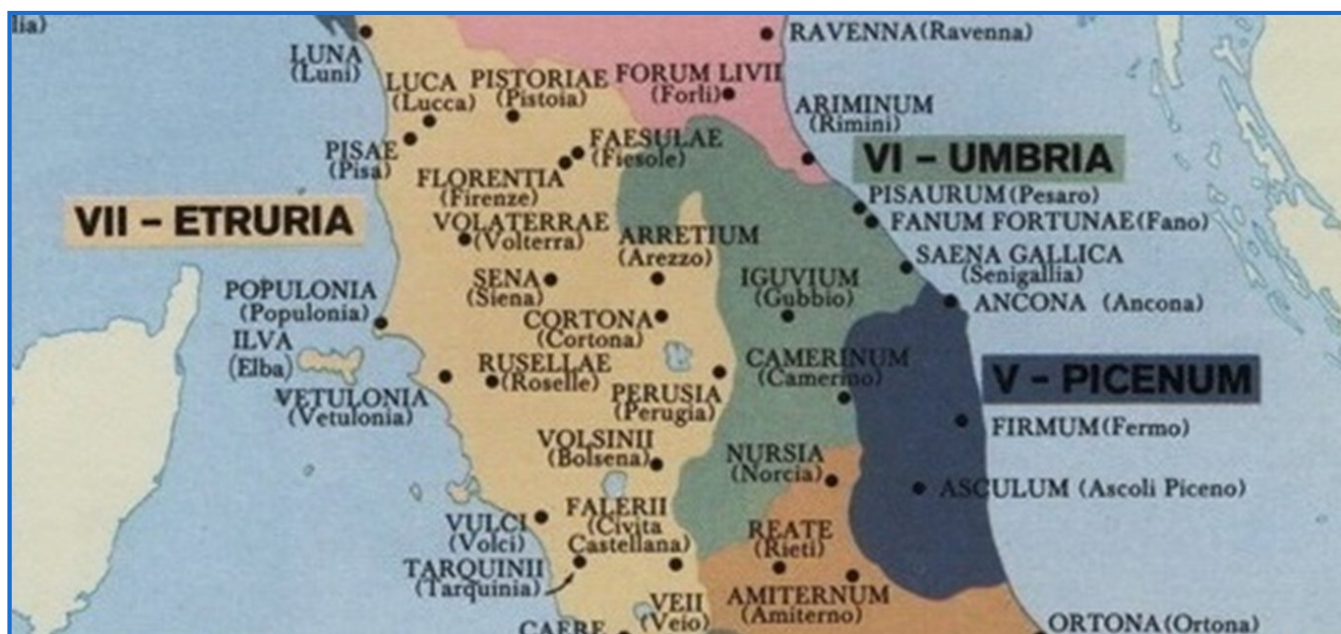 lia)
RAVENNA (Ravenna)
LUNA
(Luni)
LUCA
(Lucca)
PISTORIAE
(Pistoia)
FORUM LIVII
(Forli)
ARIMINUM
(Rimini)
PISAE
(Pisa)
FAESULAE
(Fiesole)
VI – UMBRIA
FLORENTIA
(Firenze)
PISAURUM (Pesaro)
VII – ETRURIA
VOLATERRAE
(Volterra)
ARRETIUM
(Arezzo)
FANUM FORTUNAE (Fano)
SAENA GALLICA
(Senigallia)
SENA
(Siena)
IGUVIUM
(Gubbio)
POPULONIA
(Populonia)
ANCONA (Ancona)
CORTONA
(Cortona)
ILVA
(Elba)
RUSELLAE
(Roselle)
CAMERINUM
(Camerino)
V – PICENUM
VETULONIA
(Vetulonia)
PERUSIA
(Perugia)
FIRMUM (Fermo)
VOLSINII
(Bolsena)
NURSIA
(Norcia)
ASCULUM (Ascoli Piceno)
VULCI
(Volci)
FALERII
(Civita
Castellana)
REATE
(Rieti)
TARQUINII
(Tarquinia)
AMITERNUM
(Amiterno)
VEII
(Veio)
CAERE
ORTONA (Ortona)